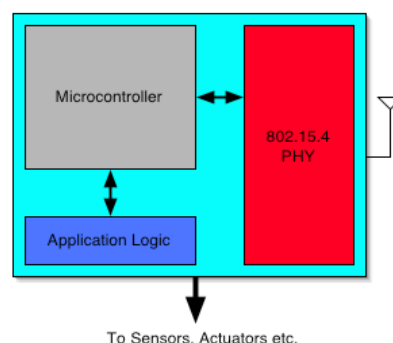 Microcontroller
802.15.4
PHY
Application Logic
To Sensors, Actuators etc.